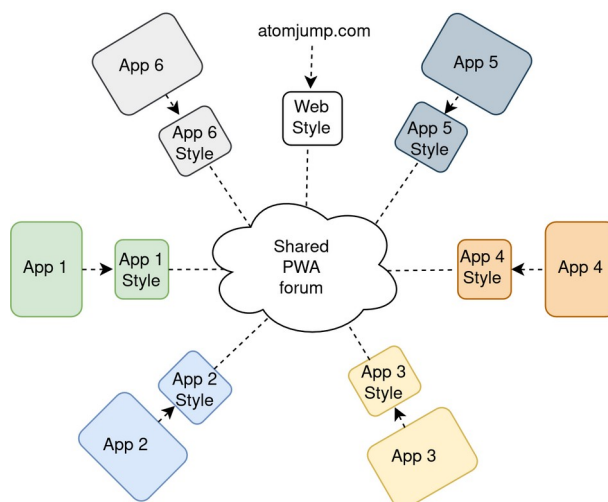 atomjump.com
App 6
App 5
Web
Style
App 6
Style
App 5
Style
App 1
App 1
Style
Shared
PWA
forum
App 4
Style
App 4
App 2
Style
App 3
Style
App 2
App 3